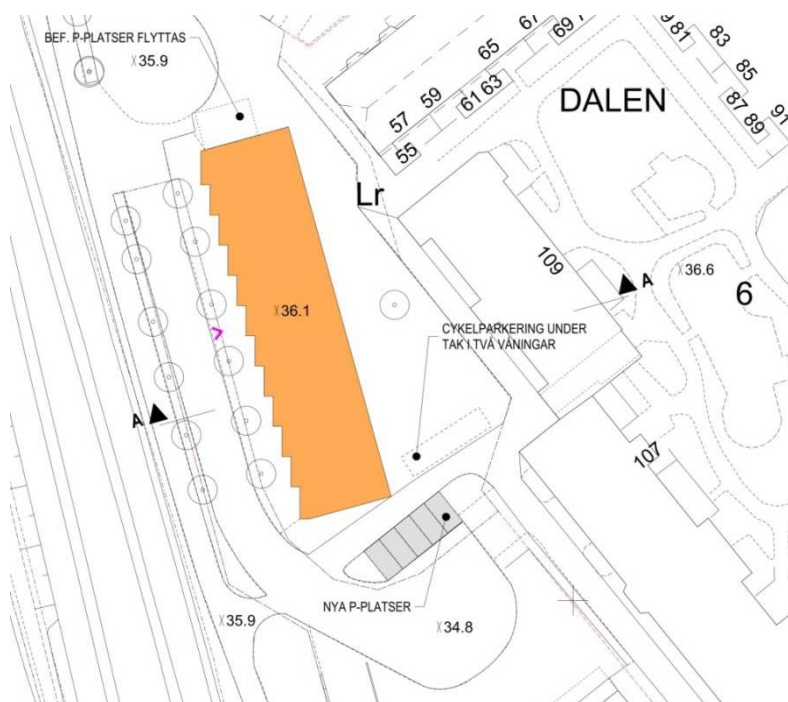 BEF. P-PLATSER FLYTTAS
35.9
67
69
65
59
61 63
57
55
83
81
85
87
89
91
DALEN
Lr
109
A
36.6
6
36.1
CYKELPARKERING UNDER
TAK I TVÅ VÅNINGAR
A
107
NYA P-PLATSER
35.9
34.8